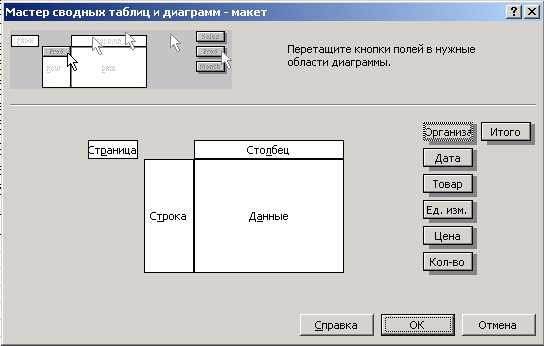 Мастер сводных таблиц и диаграмм - макет
Перетащите кнопки полей в нужные
области диаграммы.
Страница
Столбец
Строка
Данные
Организа
Итого
Дата
Товар
Ед. изм.
Цена
Кол-во
Справка
OK
Отмена